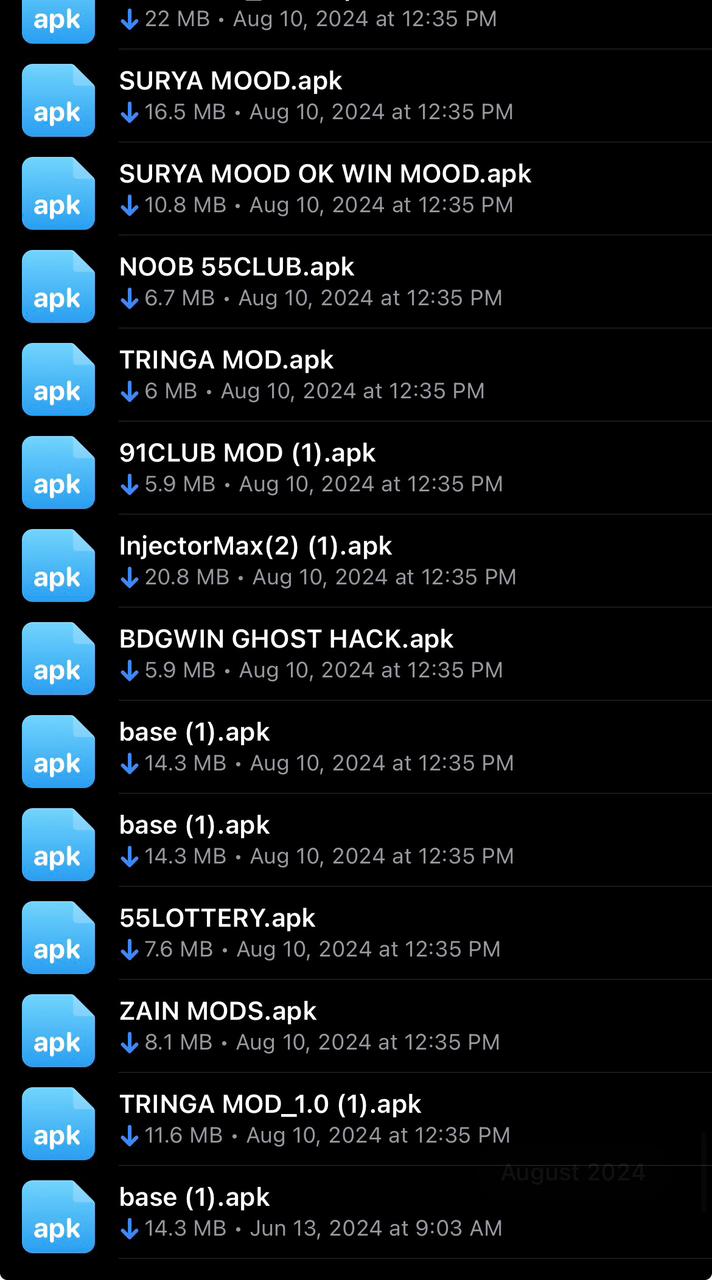 apk
22 MB • Aug 10, 2024 at 12:35 PM
SURYA MOOD.apk
apk
16.5 MB • Aug 10, 2024 at 12:35 PM
SURYA MOOD OK WIN MOOD.apk
apk
10.8 MB • Aug 10, 2024 at 12:35 PM
NOOB 55CLUB.apk
apk
6.7 MB • Aug 10, 2024 at 12:35 PM
TRINGA MOD.apk
apk
6 MB • Aug 10, 2024 at 12:35 PM
91CLUB MOD (1).apk
apk
5.9 MB • Aug 10, 2024 at 12:35 PM
InjectorMax(2) (1).apk
apk
20.8 MB • Aug 10, 2024 at 12:35 PM
BDGWIN GHOST HACK.apk
apk
5.9 MB • Aug 10, 2024 at 12:35 PM
base (1).apk
apk
14.3 MB • Aug 10, 2024 at 12:35 PM
base (1).apk
apk
14.3 MB • Aug 10, 2024 at 12:35 PM
55LOTTERY.apk
apk
7.6 MB • Aug 10, 2024 at 12:35 PM
ZAIN MODS.apk
apk
8.1 MB • Aug 10, 2024 at 12:35 PM
TRINGA MOD_1.0 (1).apk
apk
11.6 MB • Aug 10, 2024 at 12:35 PM
August 2024
base (1).apk
apk
14.3 MB • Jun 13, 2024 at 9:03 AM